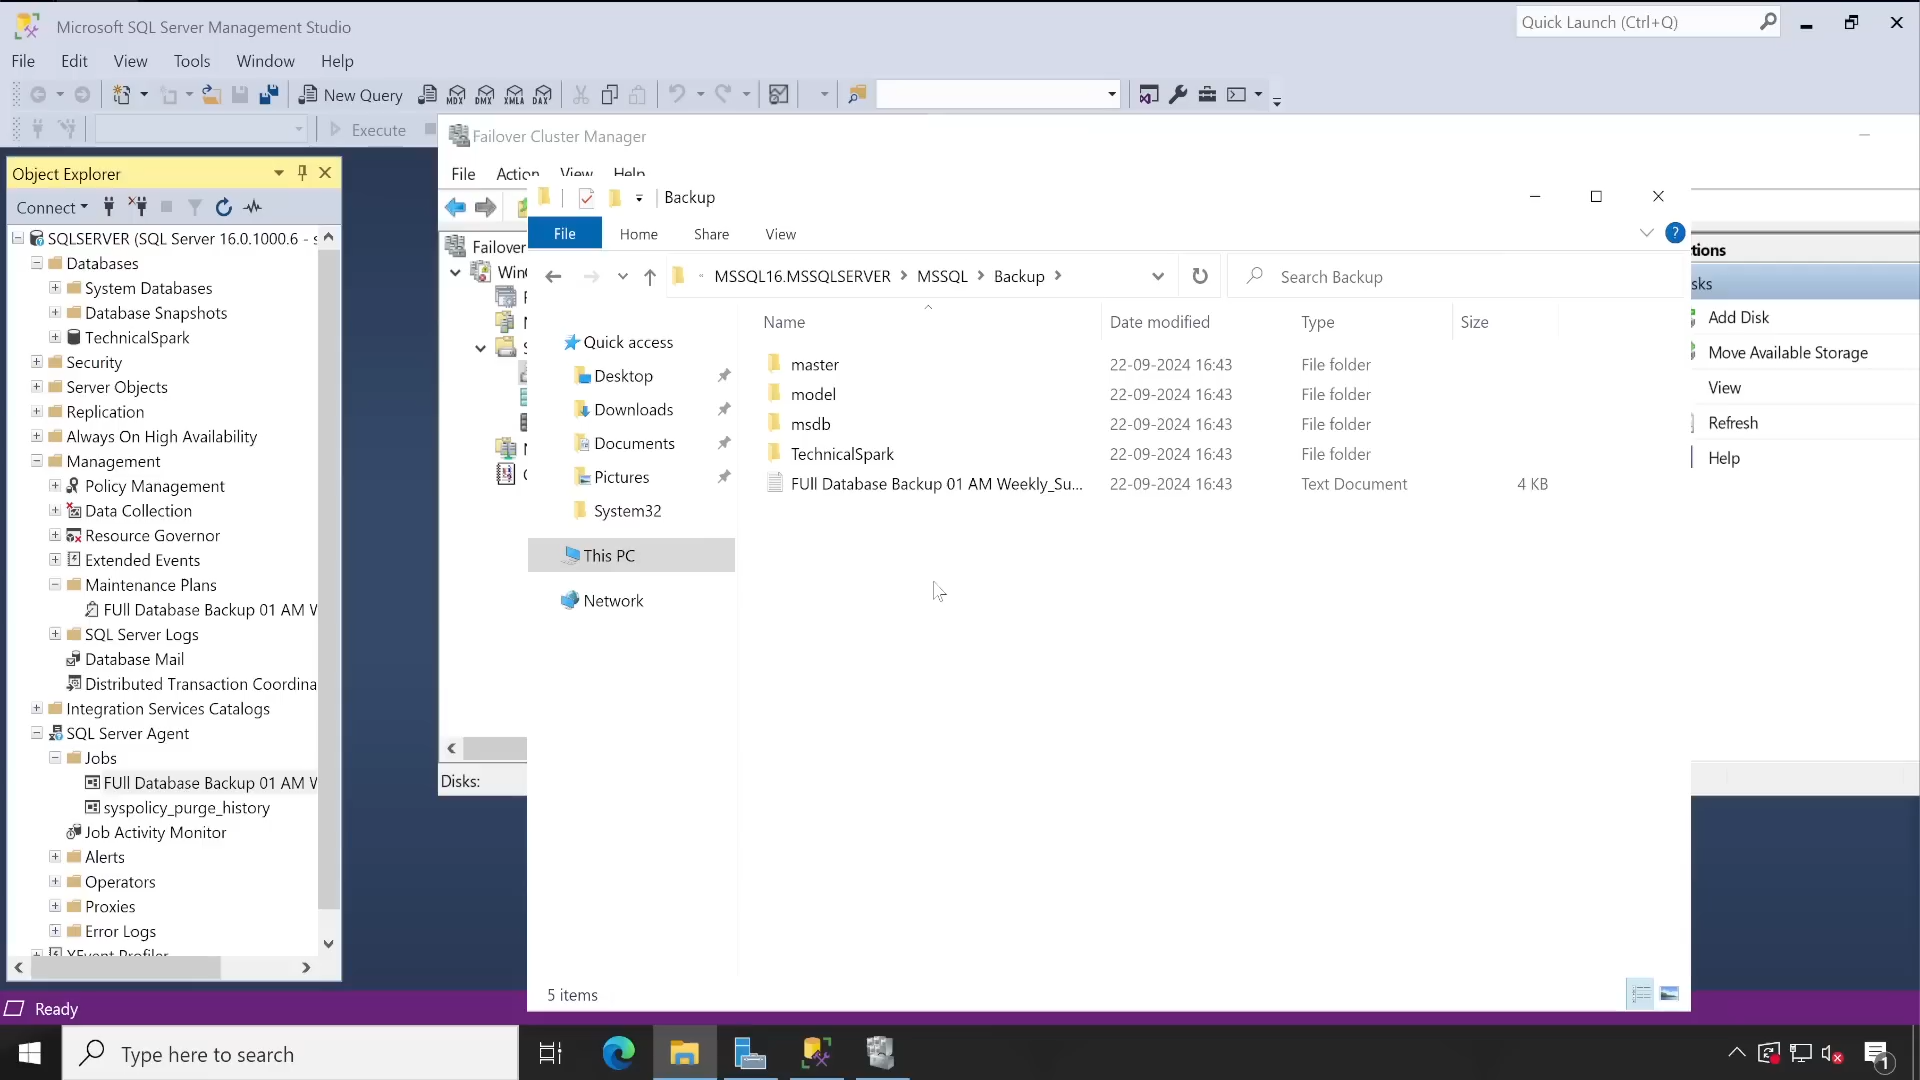 Microsoft SQL Server Management Studio
Quick Launch (Ctrl+Q)
File Edit View Tools Window Help
New Query
MDX DMX XMLA DAX
Execute
Object Explorer
Connect
SQLSERVER (SQL Server 16.0.1000.6 - s
Databases
System Databases
Database Snapshots
TechnicalSpark
Security
Server Objects
Replication
Always On High Availability
Management
Policy Management
Data Collection
Resource Governor
Extended Events
Maintenance Plans
FUll Database Backup 01 AM W
SQL Server Logs
Database Mail
Distributed Transaction Coordina
Integration Services Catalogs
SQL Server Agent
Jobs
FUll Database Backup 01 AM W
syspolicy_purge_history
Job Activity Monitor
Alerts
Operators
Proxies
Error Logs
XEvent Profiler
Failover Cluster Manager
File Action View Help
Failover
Disks:
Backup
File Home Share View
MSSQL16.MSSQLSERVER > MSSQL > Backup >
Search Backup
Quick access
Desktop
Downloads
Documents
Pictures
System32
This PC
Network
Name Date modified Type Size
master 22-09-2024 16:43 File folder
model 22-09-2024 16:43 File folder
msdb 22-09-2024 16:43 File folder
TechnicalSpark 22-09-2024 16:43 File folder
FUll Database Backup 01 AM Weekly_Su... 22-09-2024 16:43 Text Document 4 KB
5 items
tions
sks
Add Disk
Move Available Storage
View
Refresh
Help
Ready
Type here to search
1